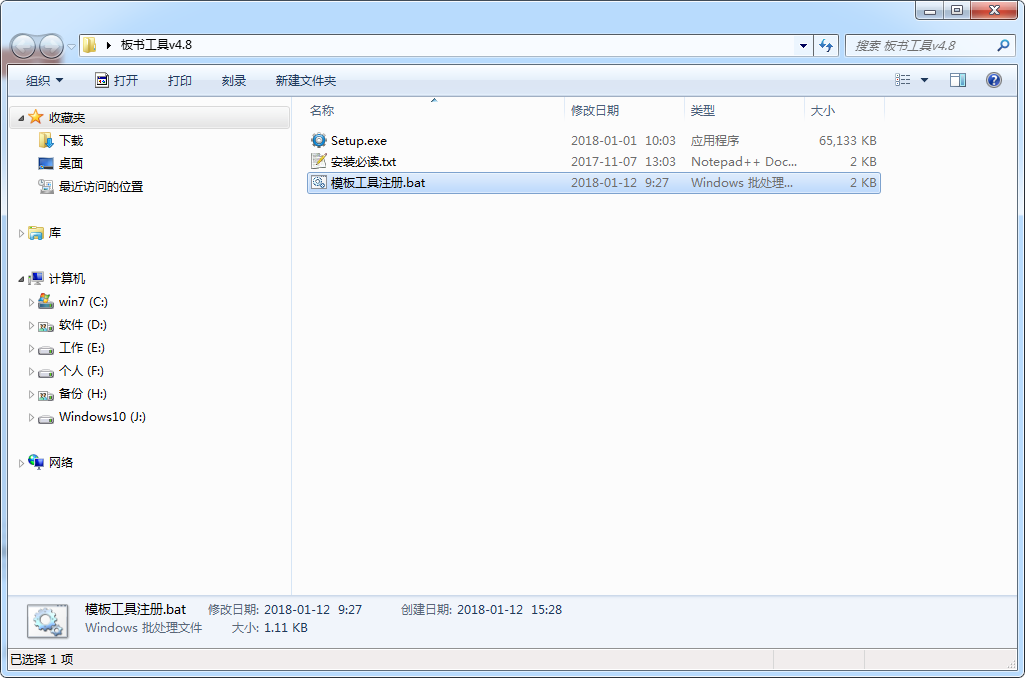 板书工具v4.8
搜索 板书工具v4.8
组织 打开 打印 刻录 新建文件夹
收藏夹
下载
桌面
最近访问的位置
库
计算机
win7 (C:)
软件 (D:)
工作 (E:)
个人 (F:)
备份 (H:)
Windows10 (J:)
网络
名称 修改日期 类型 大小
Setup.exe 2018-01-01 10:03 应用程序 65,133 KB
安装必读.txt 2017-11-07 13:03 Notepad++ Doc... 2 KB
模板工具注册.bat 2018-01-12 9:27 Windows 批处理... 2 KB
模板工具注册.bat 修改日期: 2018-01-12 9:27 创建日期: 2018-01-12 15:28
Windows 批处理文件 大小: 1.11 KB
已选择 1 项